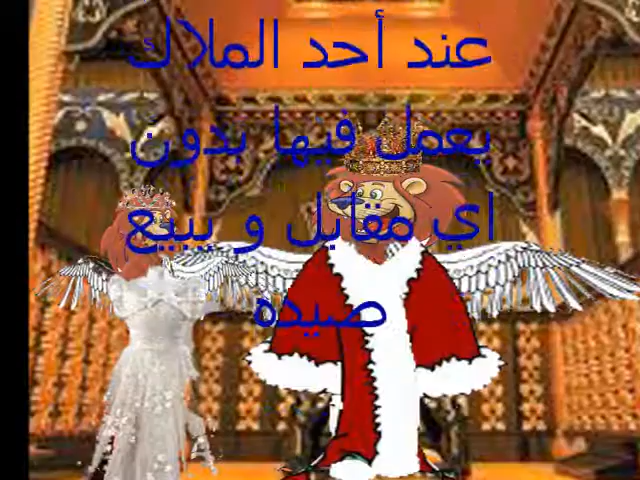 عند أحد الملاك
يعمل فيها بدون
اي مقابل و يبيع
صيده